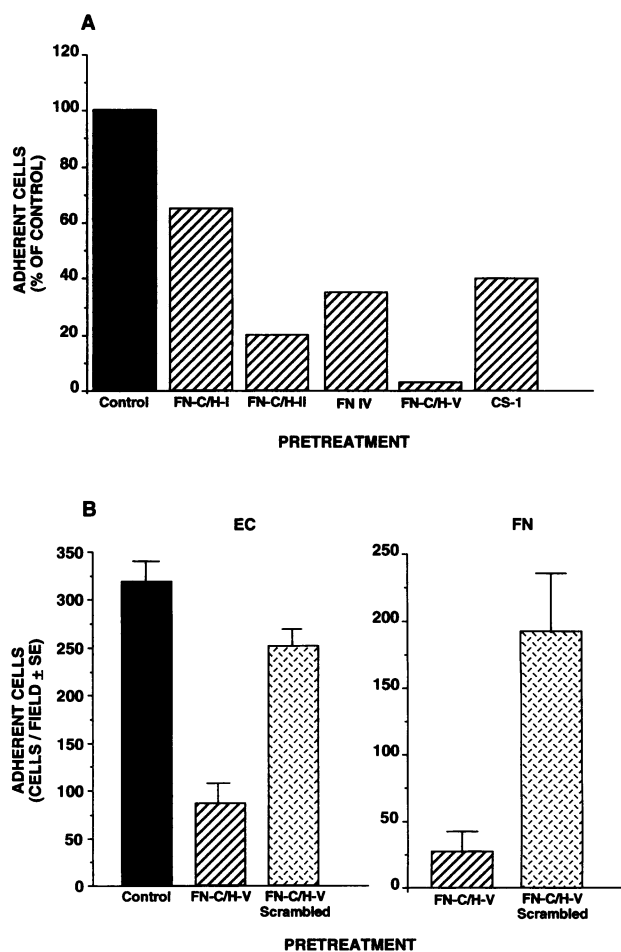 A
ADHERENT CELLS
(% OF CONTROL)
120
100
80
60
40
20
0
Control FN-C/H-I FN-C/H-II FN IV FN-C/H-V CS-1
PRETREATMENT
B
EC
FN
ADHERENT CELLS
(CELLS / FIELD ± SE)
350
300
250
200
150
100
50
0
Control FN-C/H-V FN-C/H-V
Scrambled
250
200
150
100
50
0
FN-C/H-V FN-C/H-V
Scrambled
PRETREATMENT